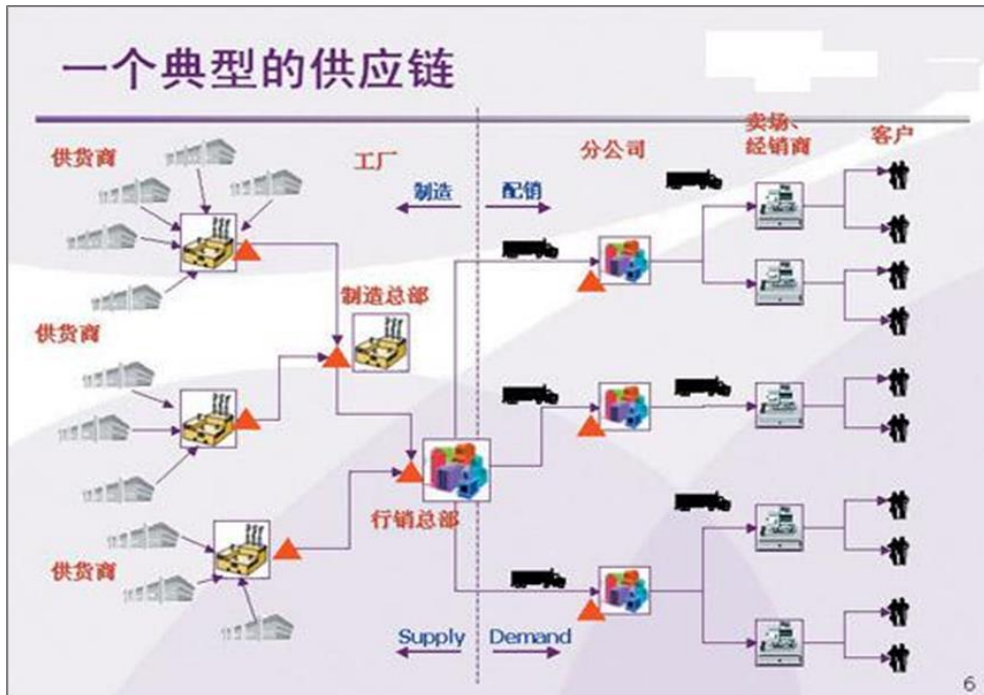 一个典型的供应链
供货商
工厂
制造
配销
分公司
卖场、
经销商
客户
制造总部
供货商
行销总部
供货商
Supply
Demand
6